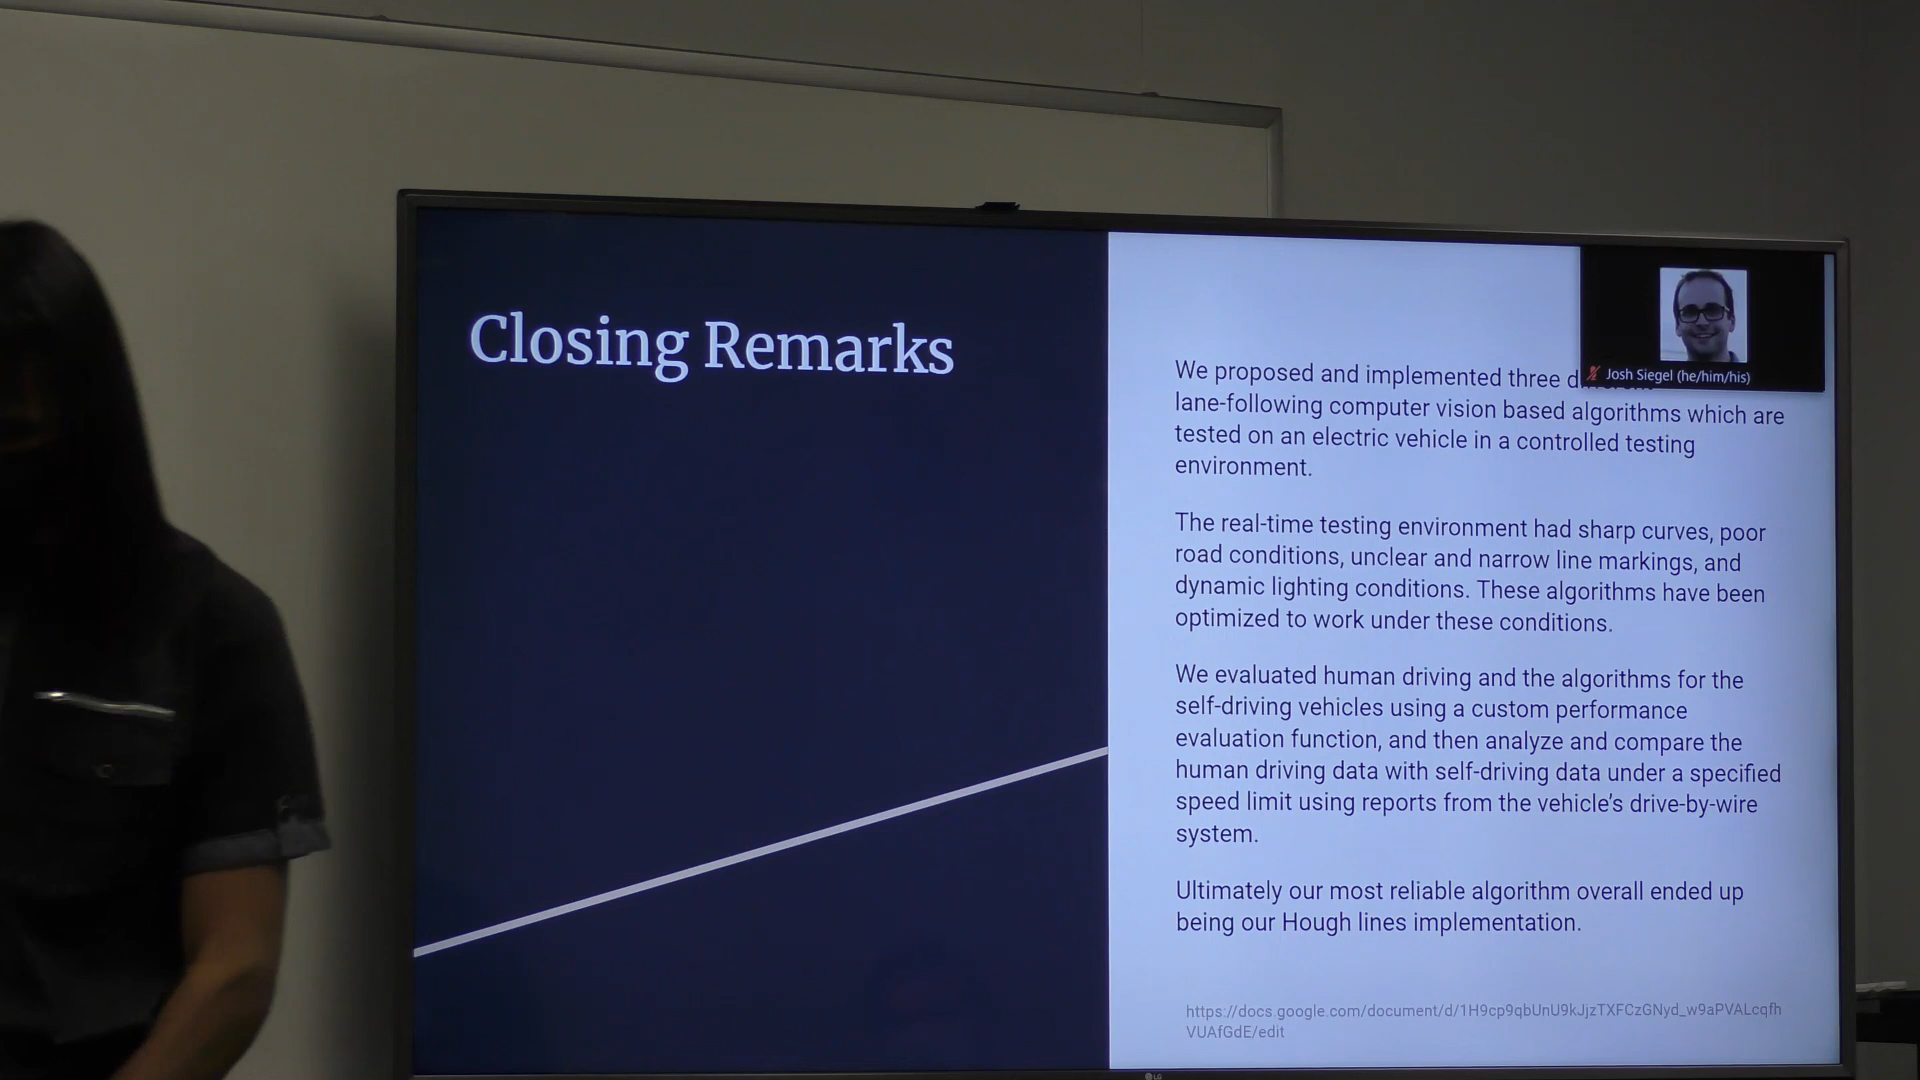 Closing Remarks
Josh Siegel (he/him/his)
We proposed and implemented three
lane-following computer vision based algorithms which are
tested on an electric vehicle in a controlled testing
environment.
The real-time testing environment had sharp curves, poor
road conditions, unclear and narrow line markings, and
dynamic lighting conditions. These algorithms have been
optimized to work under these conditions.
We evaluated human driving and the algorithms for the
self-driving vehicles using a custom performance
evaluation function, and then analyze and compare the
human driving data with self-driving data under a specified
speed limit using reports from the vehicle's drive-by-wire
system.
Ultimately our most reliable algorithm overall ended up
being our Hough lines implementation.
https://docs.google.com/document/d/1H9cp9qbUnU9kJjzTXFCzGNyd_w9aPVALcqfh
VUAfGdE/edit
LG